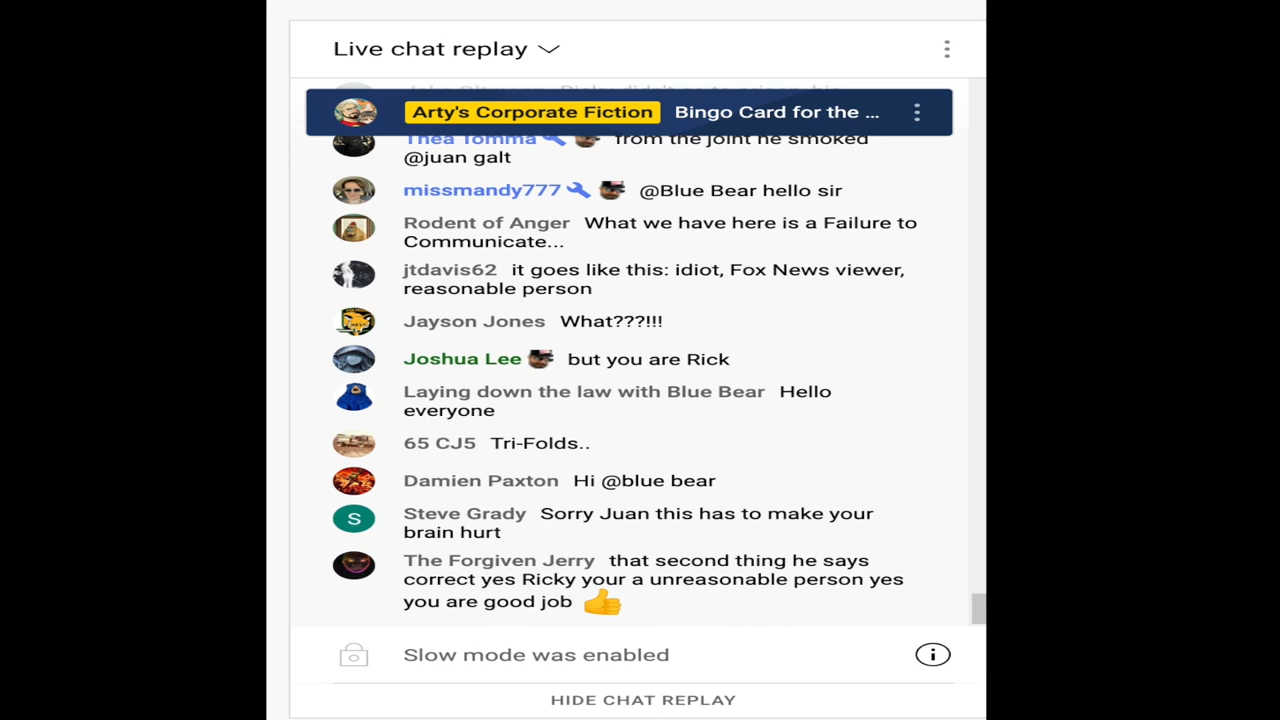 Live chat replay
Arty's Corporate Fiction Bingo Card for the ...
Thea Tomma from the joint he smoked
@juan galt
missmandy777 @Blue Bear hello sir
Rodent of Anger What we have here is a Failure to
Communicate...
jtdavis62 it goes like this: idiot, Fox News viewer,
reasonable person
Jayson Jones What???!!!
Joshua Lee but you are Rick
Laying down the law with Blue Bear Hello
everyone
65 CJ5 Tri-Folds..
Damien Paxton Hi @blue bear
S Steve Grady Sorry Juan this has to make your
brain hurt
The Forgiven Jerry that second thing he says
correct yes Ricky your a unreasonable person yes
you are good job
Slow mode was enabled
HIDE CHAT REPLAY